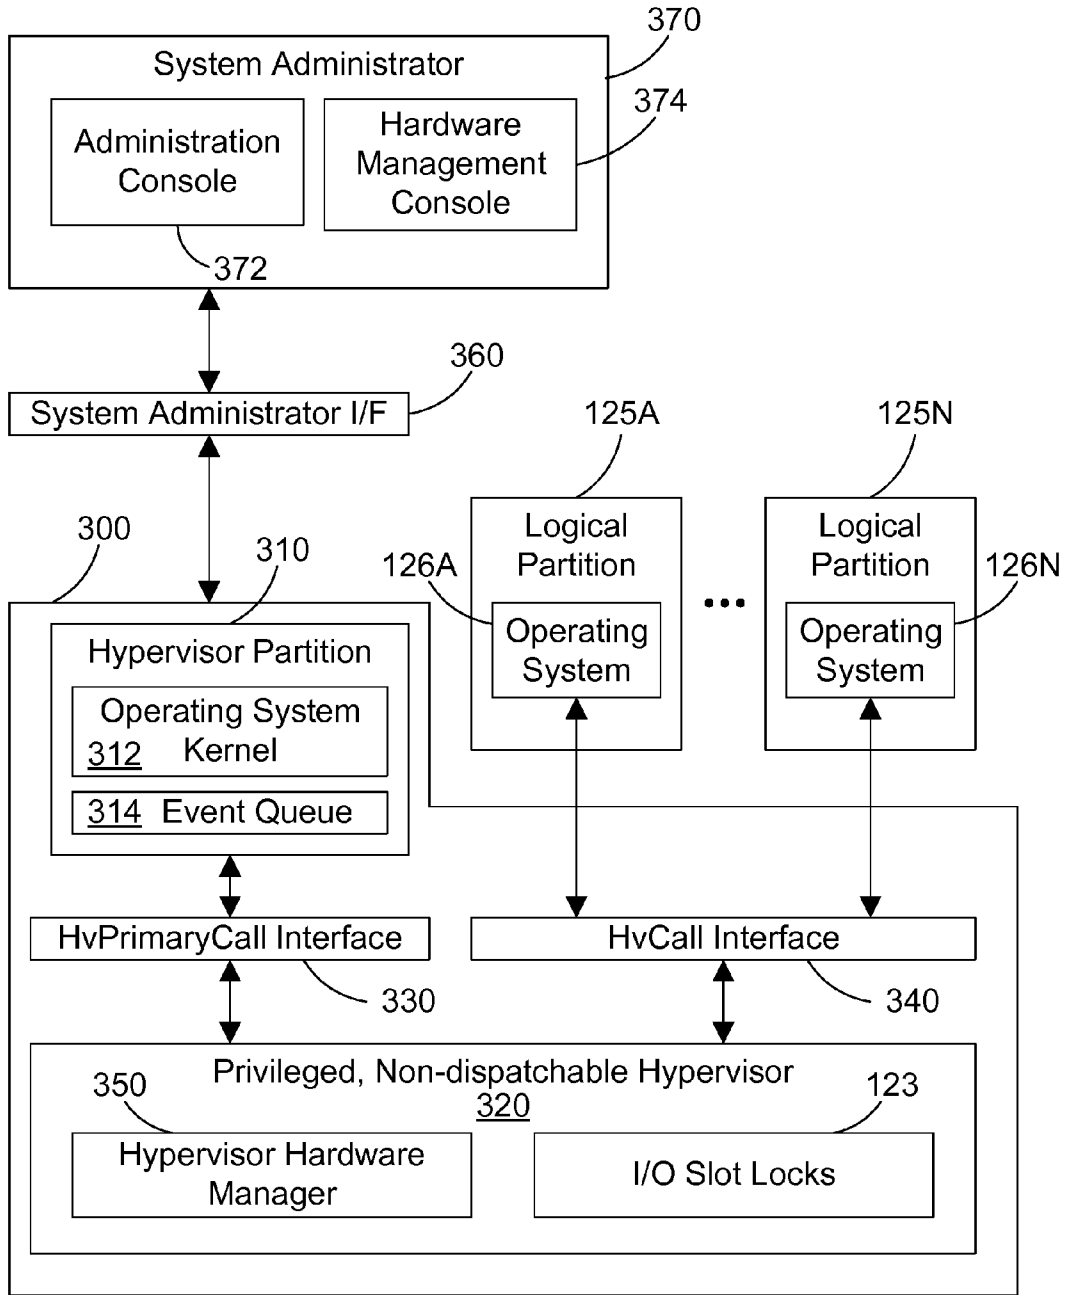 370
System Administrator
374
Administration
Console
Hardware
Management
Console
372
360
System Administrator I/F
125A
125N
300
310
Logical
Partition
Logical
Partition
126A
126N
...
Operating
System
Operating
System
Hypervisor Partition
Operating System
312 Kernel
314 Event Queue
HvPrimaryCall Interface
HvCall Interface
330
340
Privileged, Non-dispatchable Hypervisor
350
320
123
Hypervisor Hardware
Manager
I/O Slot Locks